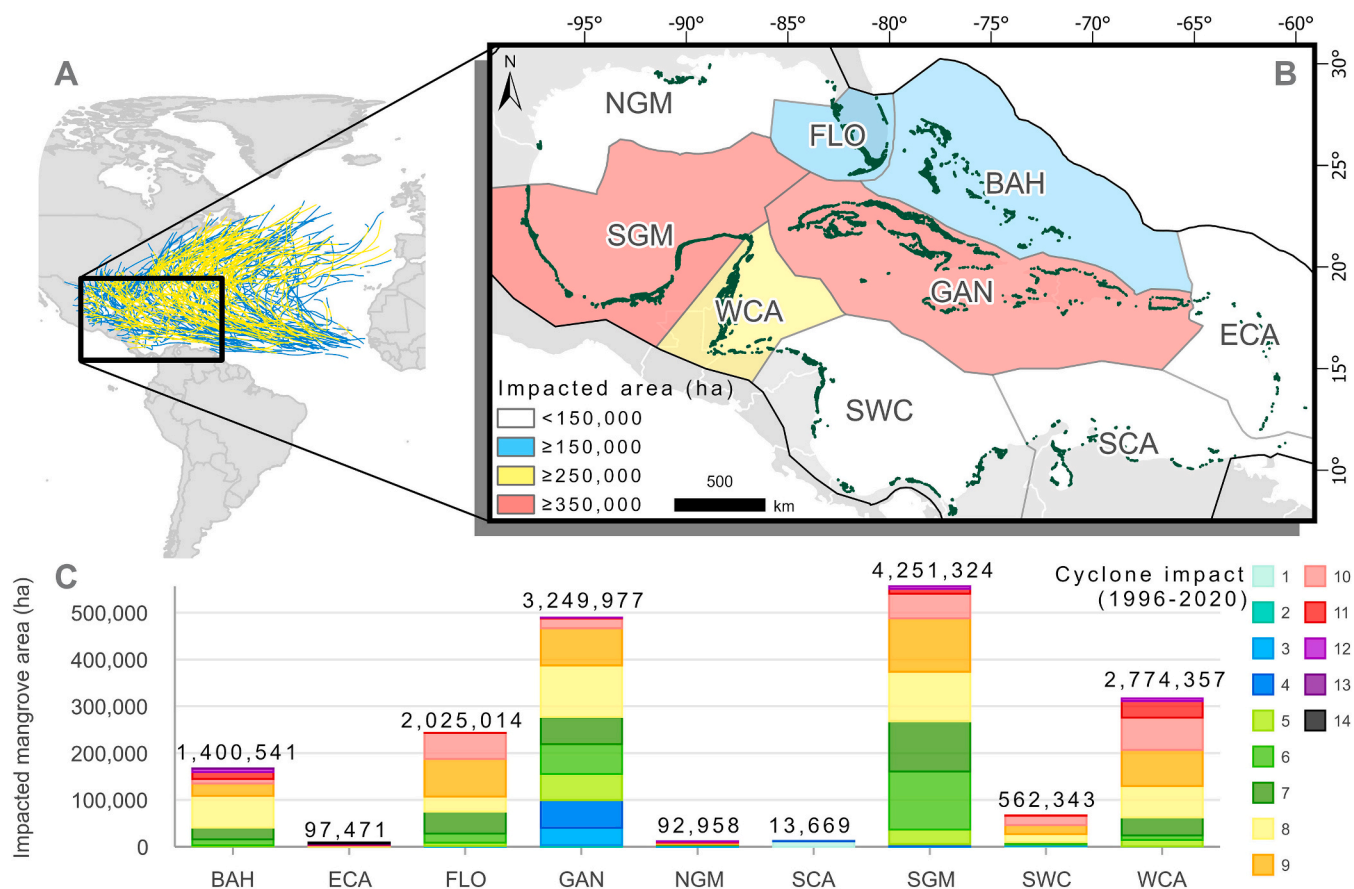 -95° -90° -85° -80° -75° -70° -65° -60°
A
B
N
30°
25°
20°
15°
10°
NGM
FLO
BAH
SGM
GAN
WCA
ECA
SWC
SCA
Impacted area (ha)
<150,000
≥150,000
≥250,000
≥350,000
500
km
C
Impacted mangrove area (ha)
500,000
400,000
300,000
200,000
100,000
0
1,400,541
97,471
2,025,014
3,249,977
92,958
13,669
4,251,324
562,343
2,774,357
BAH ECA FLO GAN NGM SCA SGM SWC WCA
Cyclone impact
(1996-2020)
1
2
3
4
5
6
7
8
9
10
11
12
13
14